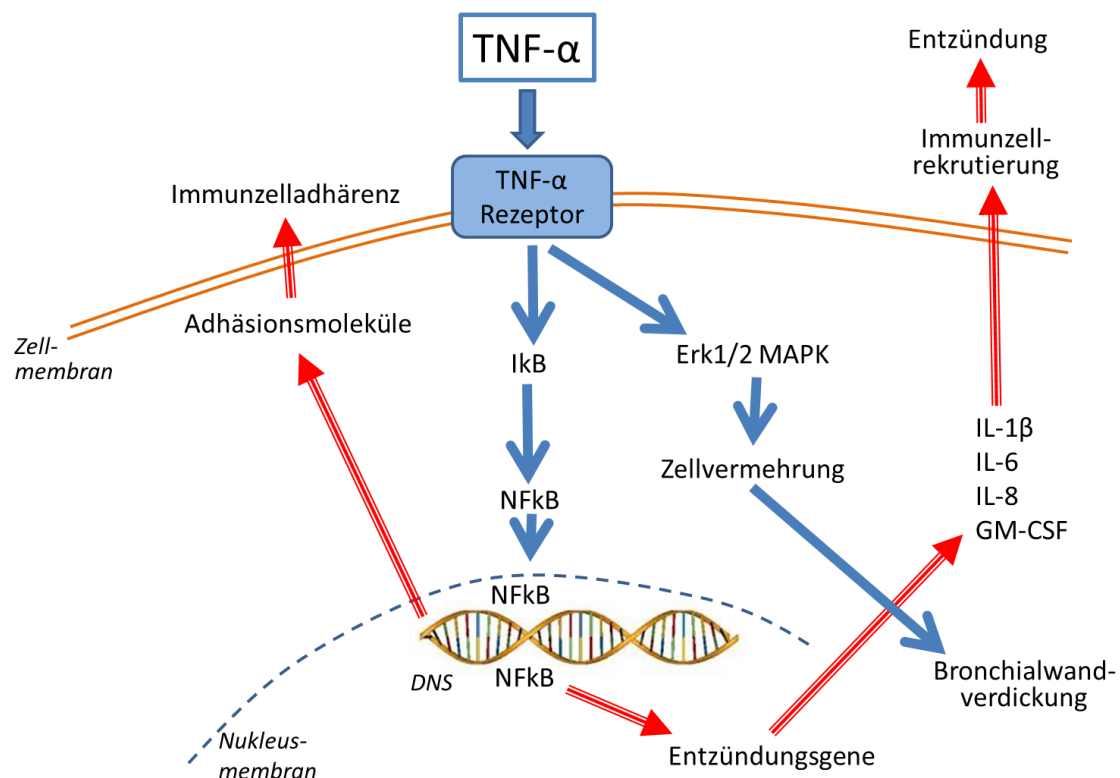 TNF-α
Entzündung
Immunzell-
rekrutierung
TNF-α
Rezeptor
Immunzelladhärenz
Adhäsionsmoleküle
Zell-
membran
IkB
Erk1/2 MAPK
IL-1β
IL-6
IL-8
GM-CSF
Zellvermehrung
NFkB
NFkB
DNS
NFkB
Bronchialwand-
verdickung
Entzündungsgene
Nukleus-
membran